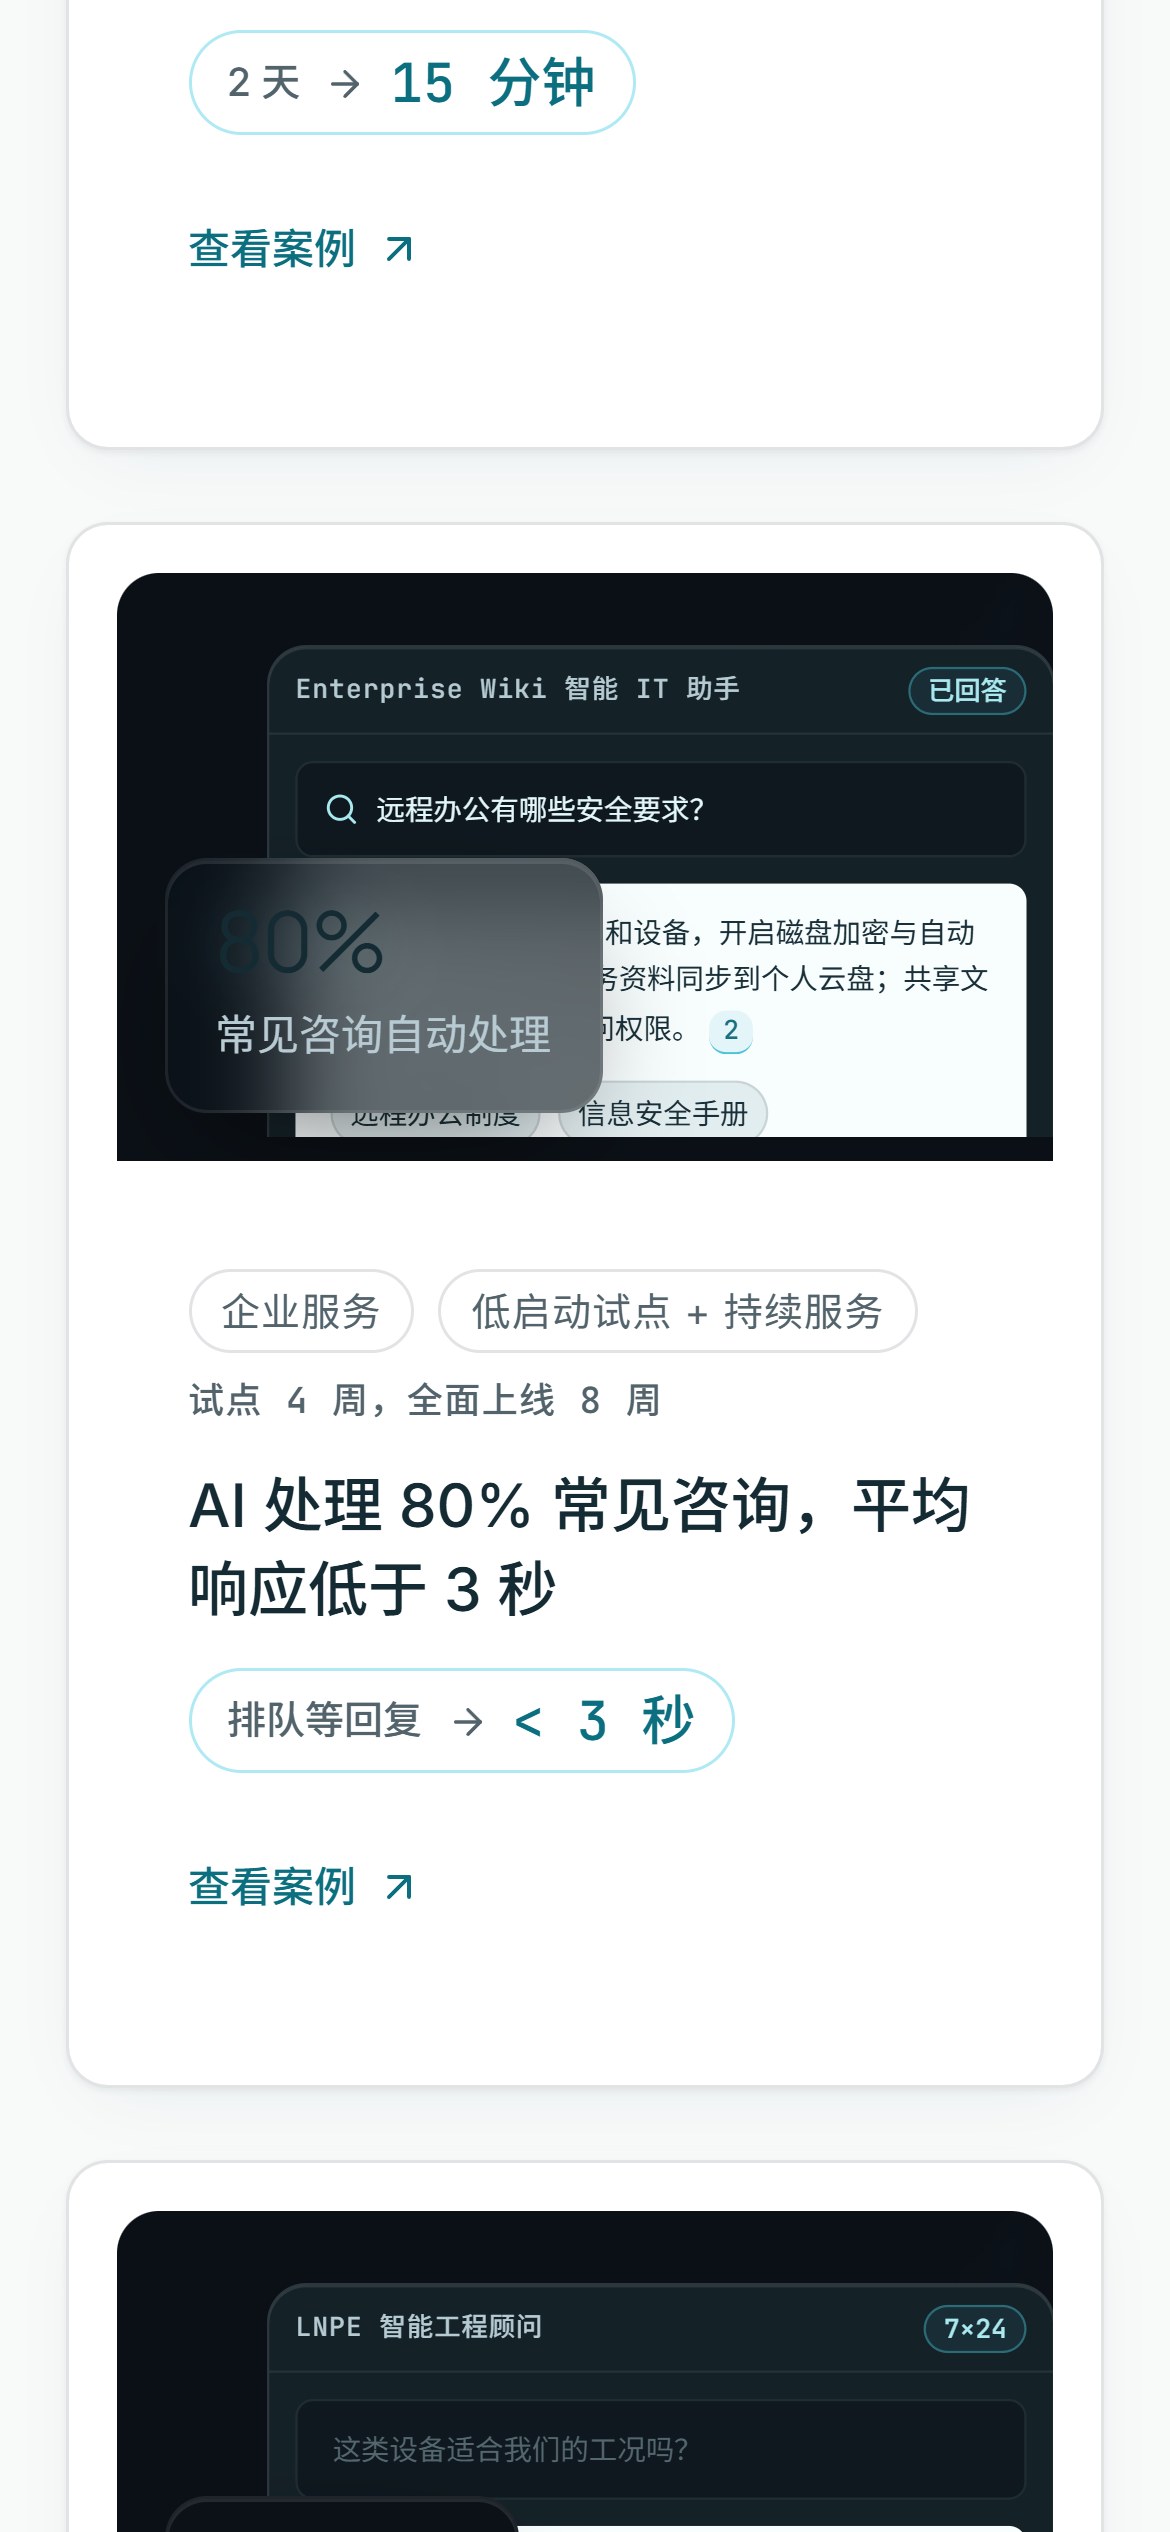 2 天 → 15 分钟
查看案例
Enterprise Wiki 智能 IT 助手
已回答
远程办公有哪些安全要求？
和设备，开启磁盘加密与自动
资料同步到个人云盘；共享文
权限。 2
80%
常见咨询自动处理
远程办公制度
信息安全手册
企业服务
低启动试点 + 持续服务
试点 4 周，全面上线 8 周
AI 处理 80% 常见咨询，平均
响应低于 3 秒
排队等回复 → < 3 秒
查看案例
LNPE 智能工程顾问
7×24
这类设备适合我们的工况吗？